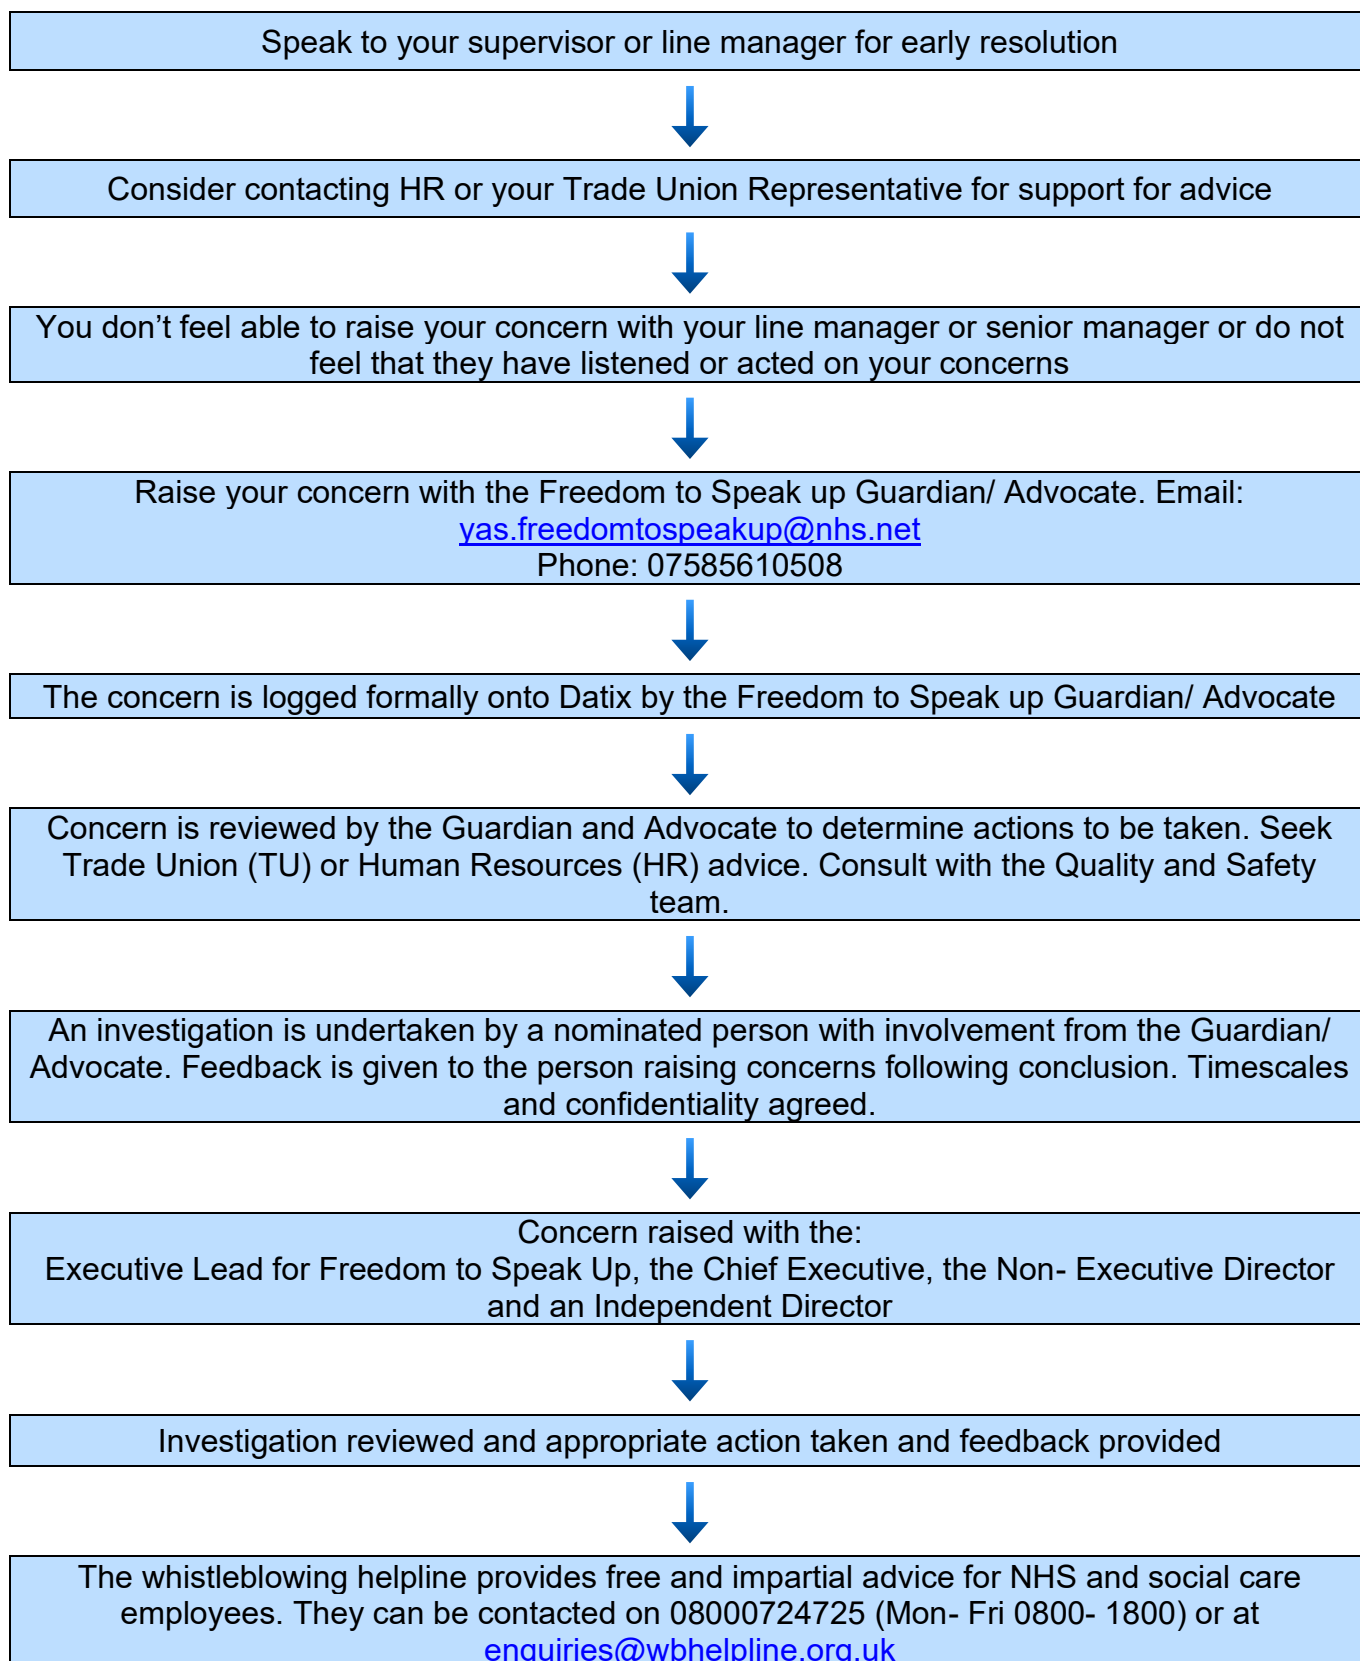 Speak to your supervisor or line manager for early resolution
Consider contacting HR or your Trade Union Representative for support for advice
You don’t feel able to raise your concern with your line manager or senior manager or do not
feel that they have listened or acted on your concerns
Raise your concern with the Freedom to Speak up Guardian/ Advocate. Email:
yas.freedomtospeakup@nhs.net
Phone: 07585610508
The concern is logged formally onto Datix by the Freedom to Speak up Guardian/ Advocate
Concern is reviewed by the Guardian and Advocate to determine actions to be taken. Seek
Trade Union (TU) or Human Resources (HR) advice. Consult with the Quality and Safety
team.
An investigation is undertaken by a nominated person with involvement from the Guardian/
Advocate. Feedback is given to the person raising concerns following conclusion. Timescales
and confidentiality agreed.
Concern raised with the:
Executive Lead for Freedom to Speak Up, the Chief Executive, the Non- Executive Director
and an Independent Director
Investigation reviewed and appropriate action taken and feedback provided
The whistleblowing helpline provides free and impartial advice for NHS and social care
employees. They can be contacted on 08000724725 (Mon- Fri 0800- 1800) or at
enquiries@wbhelpline.org.uk